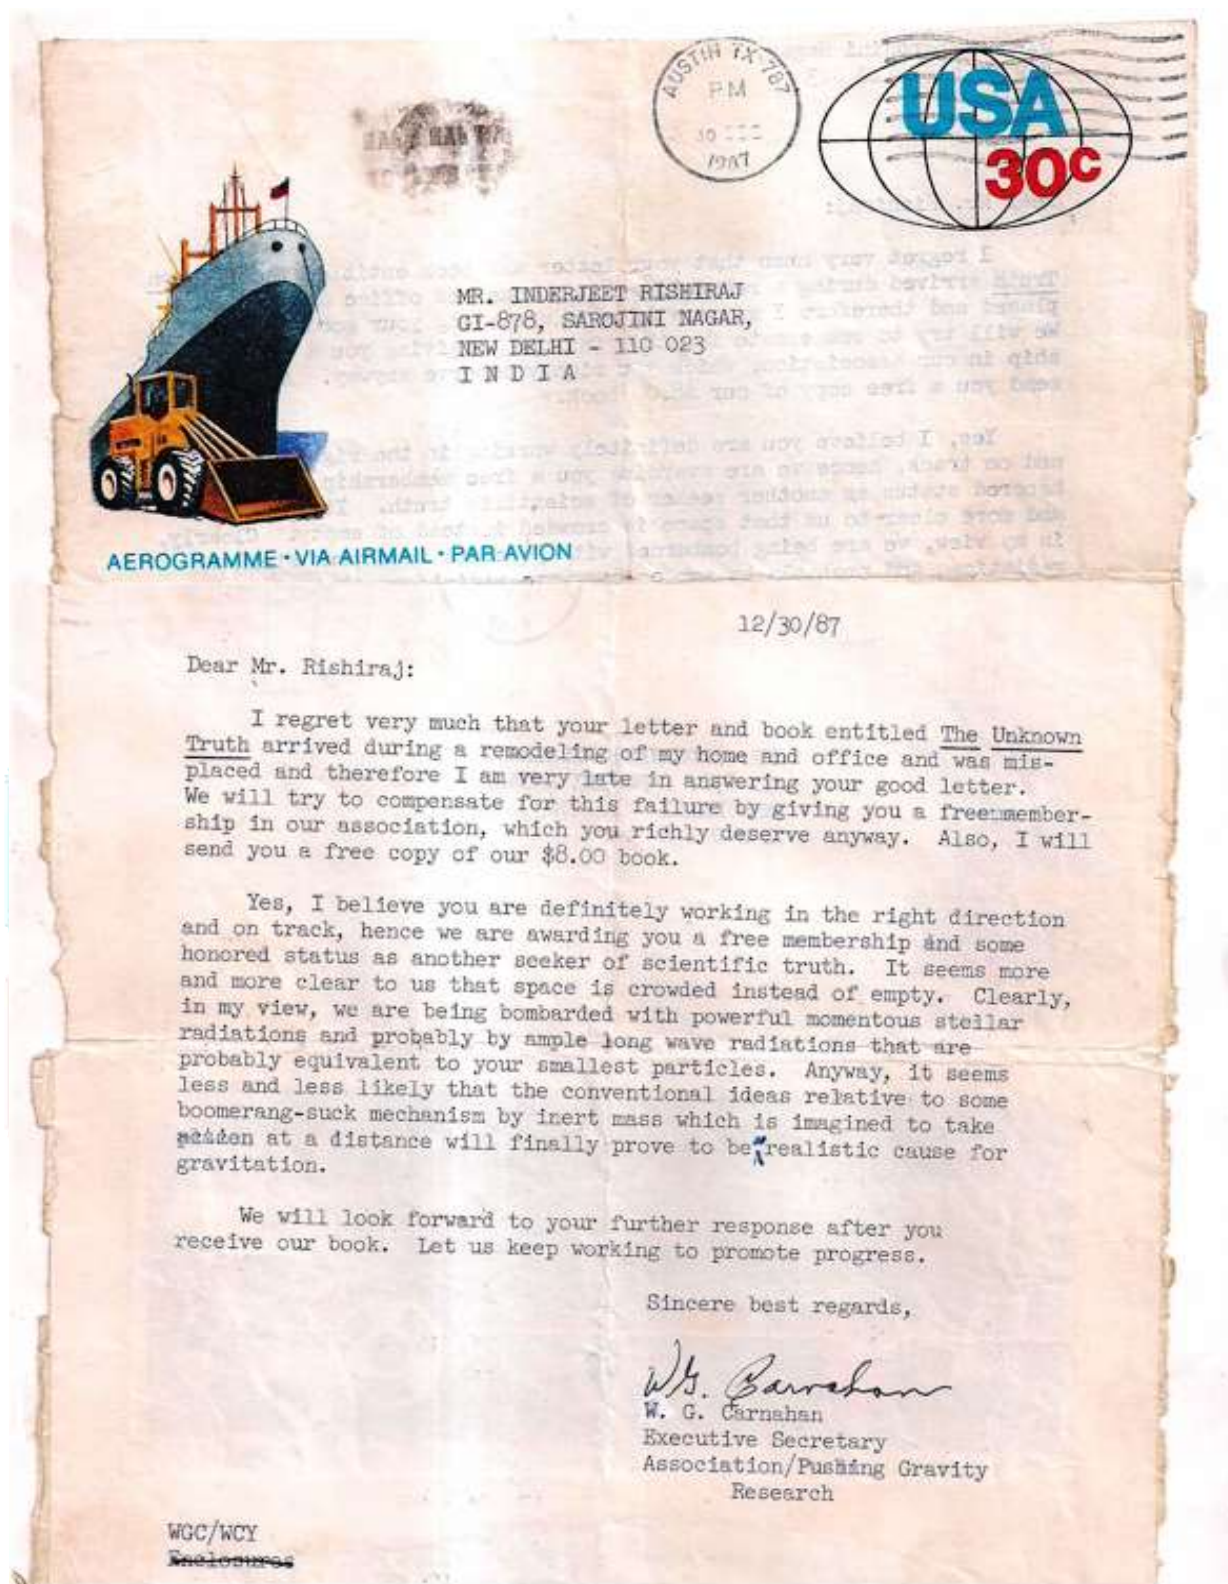 AUSTIN TX 787
PM
30 DEC
1987
USA
30c
MR. INDERJEET RISHIRAJ
GI-878, SAROJINI NAGAR,
NEW DELHI - 110 023
I N D I A
AEROGRAMME • VIA AIRMAIL • PAR AVION
12/30/87
Dear Mr. Rishiraj:
I regret very much that your letter and book entitled The Unknown
Truth arrived during a remodeling of my home and office and was mis-
placed and therefore I am very late in answering your good letter.
We will try to compensate for this failure by giving you a free member-
ship in our association, which you richly deserve anyway. Also, I will
send you a free copy of our $8.00 book.
Yes, I believe you are definitely working in the right direction
and on track, hence we are awarding you a free membership and some
honored status as another seeker of scientific truth. It seems more
and more clear to us that space is crowded instead of empty. Clearly,
in my view, we are being bombarded with powerful momentous stellar
radiations and probably by ample long wave radiations that are
probably equivalent to your smallest particles. Anyway, it seems
less and less likely that the conventional ideas relative to some
boomerang-suck mechanism by inert mass which is imagined to take
at a distance will finally prove to be realistic cause for
gravitation.
We will look forward to your further response after you
receive our book. Let us keep working to promote progress.
Sincere best regards,
W. G. Carnahan
W. G. Carnahan
Executive Secretary
Association/Pushing Gravity
Research
WGC/WCY
Enclosures